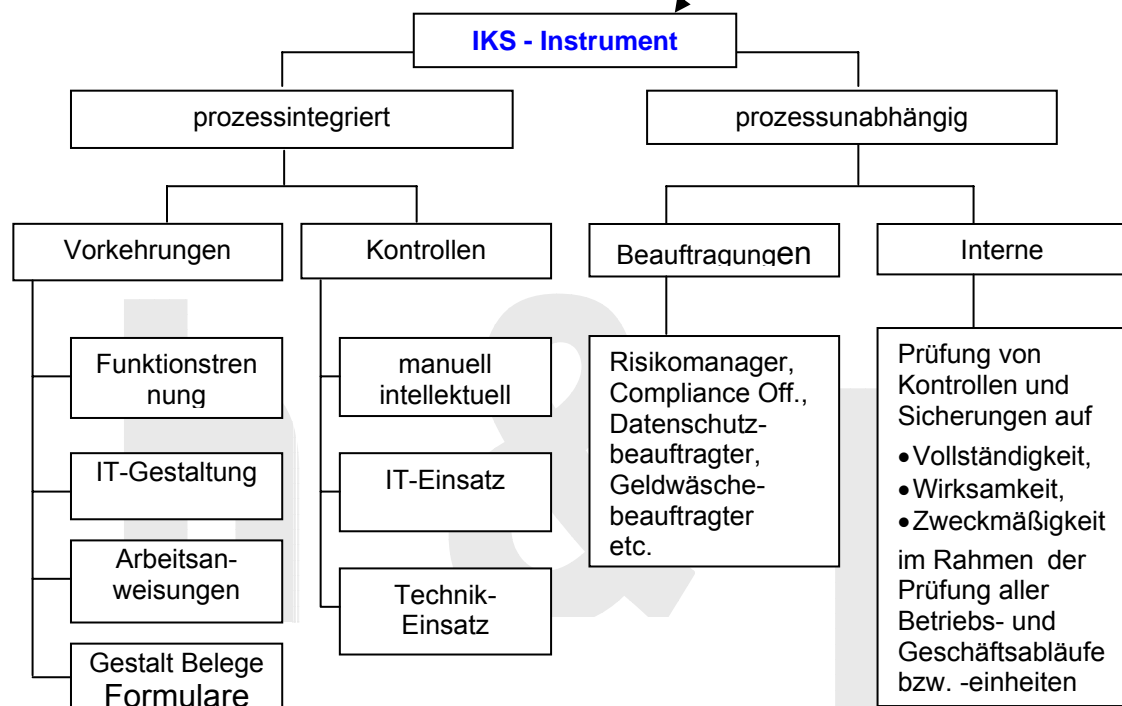 IKS - Instrument
prozessintegriert
prozessunabhängig
Vorkehrungen
Kontrollen
Beauftragungen
Interne
Funktionstren
nung
IT-Gestaltung
Arbeitsan-
weisungen
Gestalt Belege
Formulare
manuell
intellektuell
IT-Einsatz
Technik-
Einsatz
Risikomanager,
Compliance Off.,
Datenschutz-
beauftragter,
Geldwäsche-
beauftragter
etc.
Prüfung von
Kontrollen und
Sicherungen auf
•Vollständigkeit,
•Wirksamkeit,
•Zweckmäßigkeit
im Rahmen der
Prüfung aller
Betriebs- und
Geschäftsabläufe
bzw. -einheiten